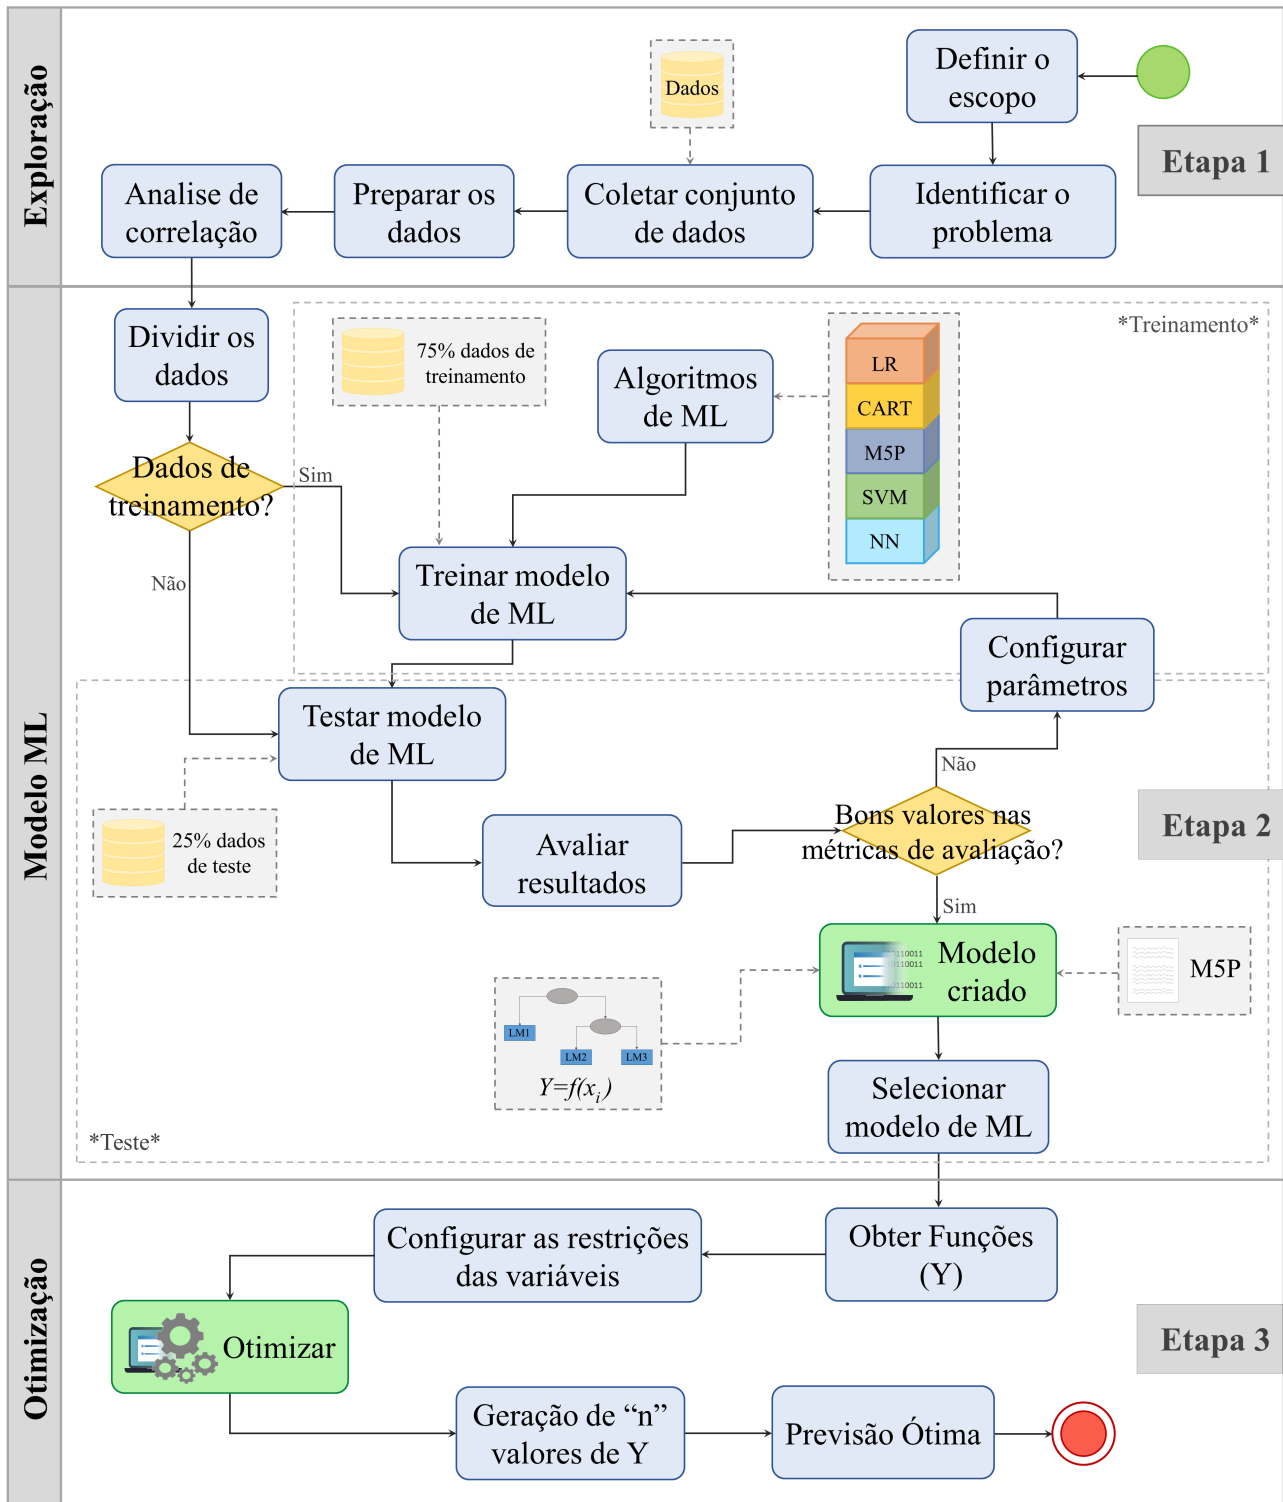 Exploração
Definir o
escopo
Dados
Etapa 1
Analise de
correlação
Preparar os
dados
Coletar conjunto
de dados
Identificar o
problema
Modelo ML
Dividir os
dados
*Treinamento*
75% dados de
treinamento
Algoritmos
de ML
LR
CART
M5P
SVM
NN
Dados de
treinamento?
Sim
Não
Treinar modelo
de ML
Configurar
parâmetros
Testar modelo
de ML
Não
25% dados
de teste
Avaliar
resultados
Bons valores nas
métricas de avaliação?
Etapa 2
Sim
10110011
10110011
10110011
Modelo
criado
M5P
LM1
LM2
LM3
Y=f(xi)
Selecionar
modelo de ML
*Teste*
Otimização
Configurar as restrições
das variáveis
Obter Funções
(Y)
Otimizar
Etapa 3
Geração de “n”
valores de Y
Previsão Ótima